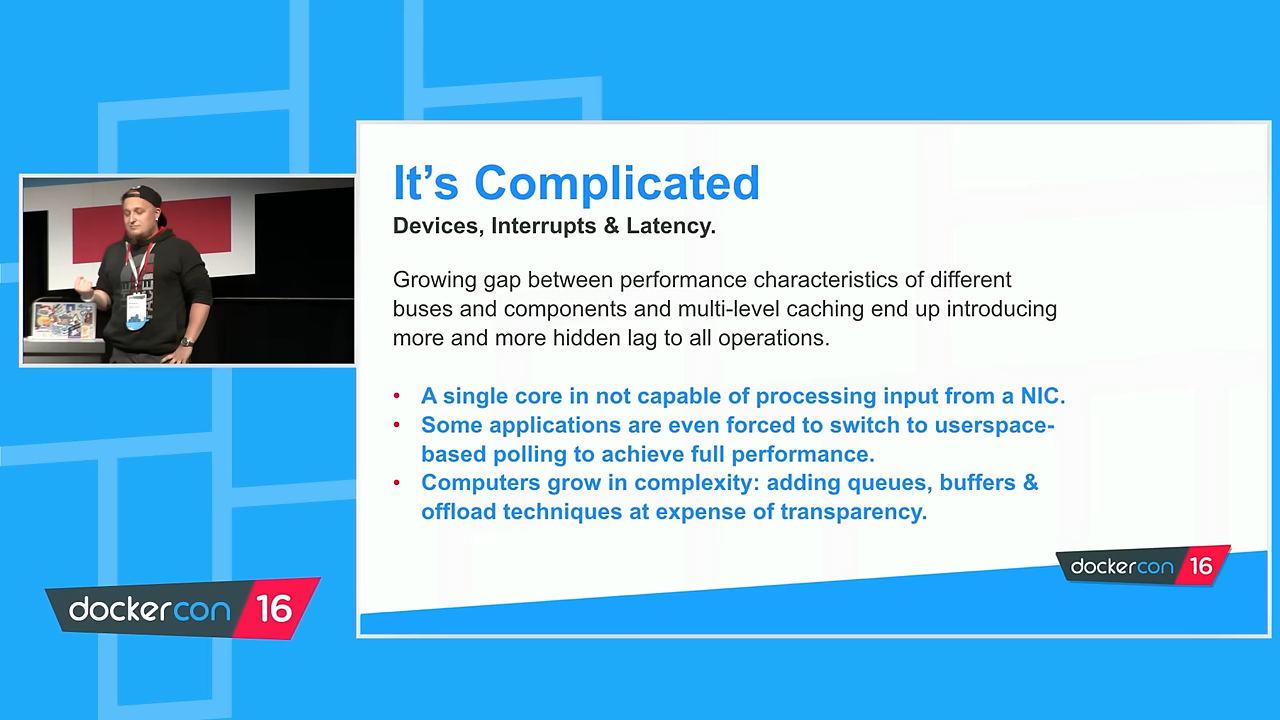 It’s Complicated
Devices, Interrupts & Latency.
Growing gap between performance characteristics of different
buses and components and multi-level caching end up introducing
more and more hidden lag to all operations.
• A single core in not capable of processing input from a NIC.
• Some applications are even forced to switch to userspace-
based polling to achieve full performance.
• Computers grow in complexity: adding queues, buffers &
offload techniques at expense of transparency.
dockercon 16
dockercon 16